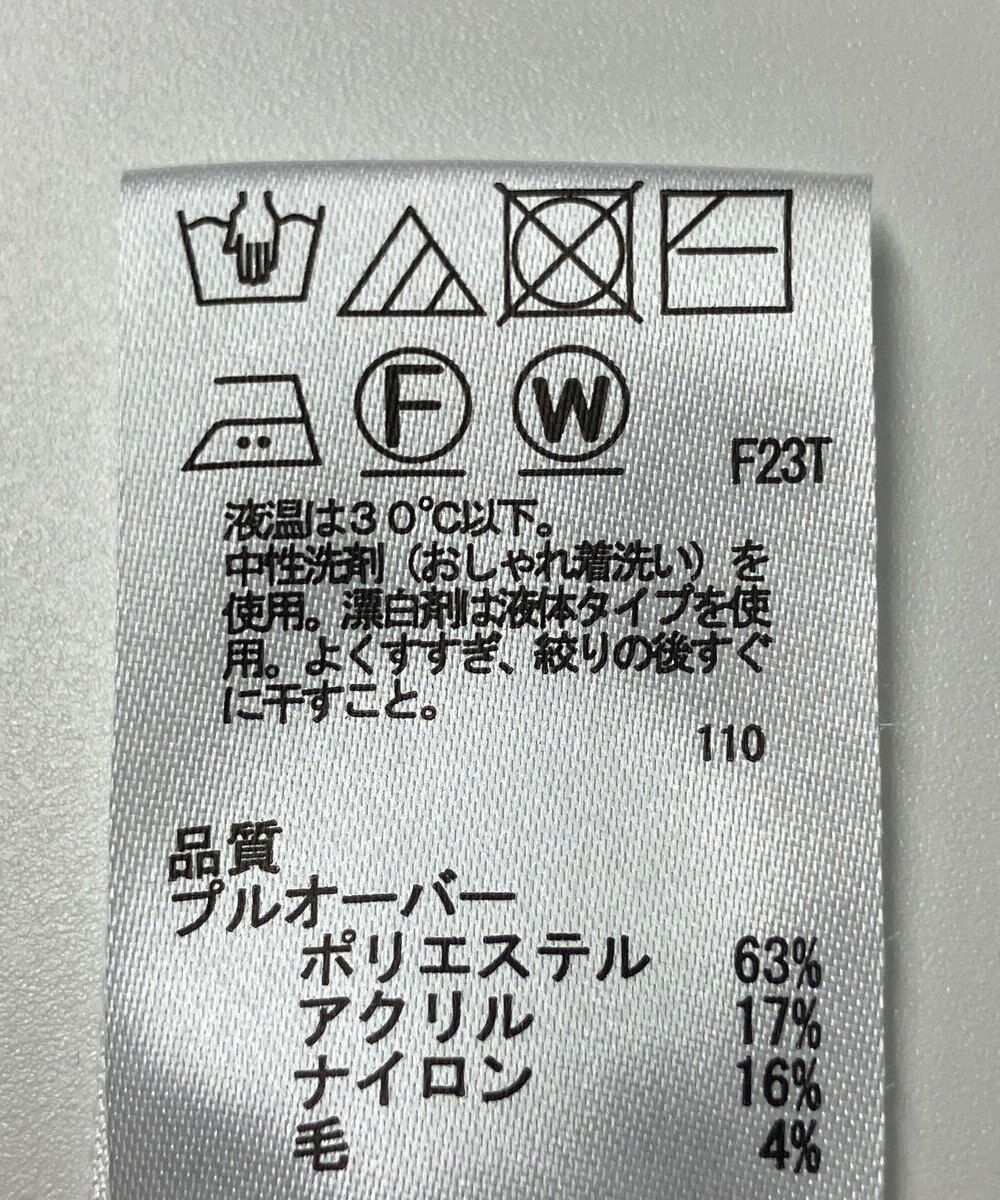 F W
F23T
液温は30℃以下。
中性洗剤（おしゃれ着洗い）を
使用。漂白剤は液体タイプを使
用。よくすすぎ、絞りの後すぐ
に干すこと。
110
品質
プルオーバー
ポリエステル 63%
アクリル 17%
ナイロン 16%
毛 4%